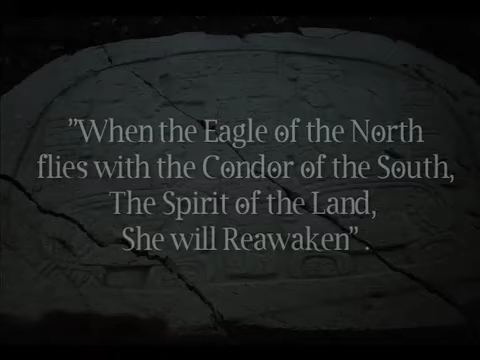 "When the Eagle of the North
flies with the Condor of the South,
The Spirit of the Land,
She will Reawaken" .